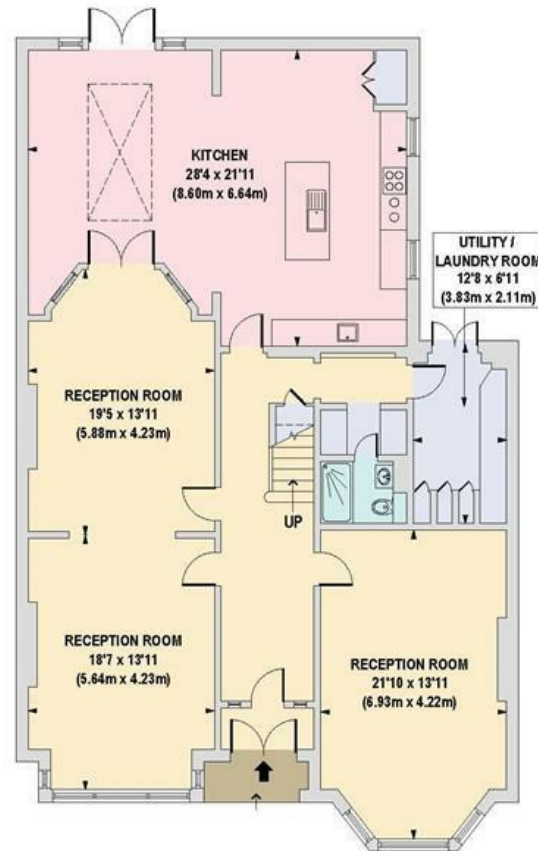 KITCHEN
28'4 x 21'11
(8.60m x 6.64m)
UTILITY /
LAUNDRY ROOM
12'8 x 6'11
(3.83m x 2.11m)
RECEPTION ROOM
19'5 x 13'11
(5.88m x 4.23m)
UP
RECEPTION ROOM
18'7 x 13'11
(5.64m x 4.23m)
RECEPTION ROOM
21'10 x 13'11
(6.93m x 4.22m)